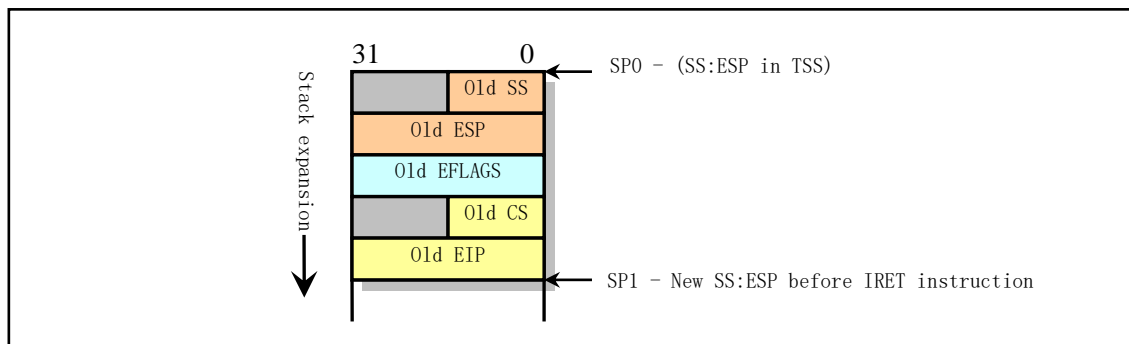 31 0
SP0 - (SS:ESP in TSS)
Old SS
Old ESP
Old EFLAGS
Old CS
Old EIP
Stack expansion
SP1 - New SS:ESP before IRET instruction